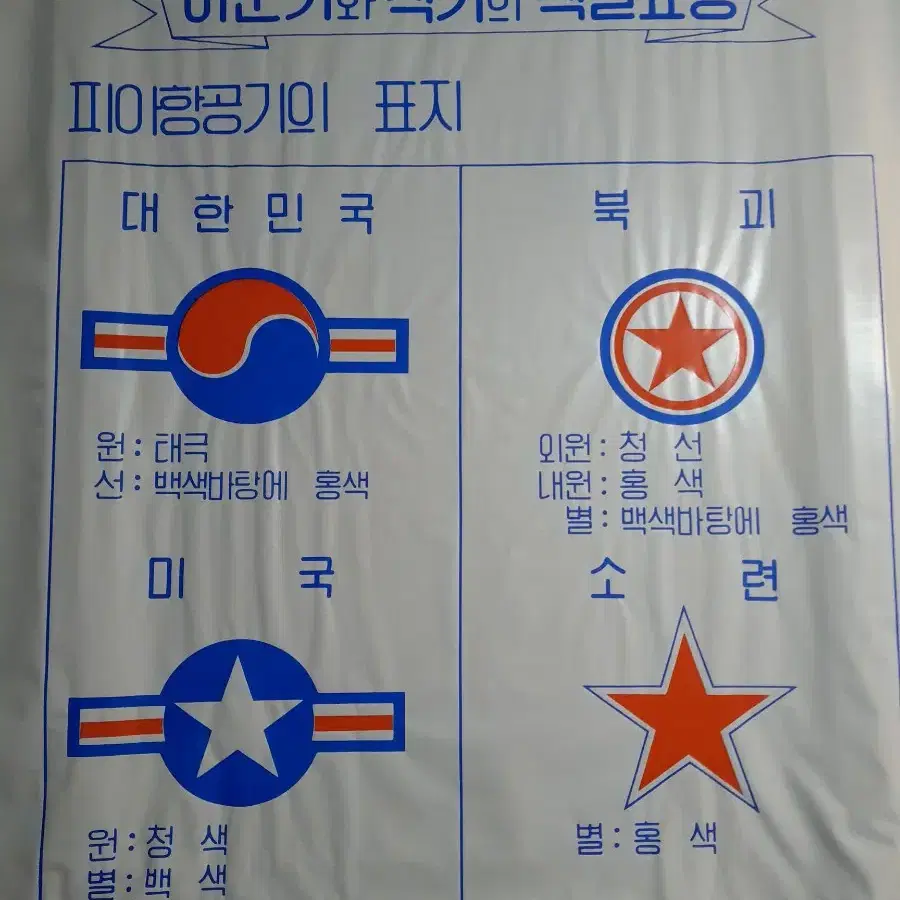 피아항공기의 표지
대한민국
원 : 태극
선 : 백색바탕에 홍색
북괴
외원 : 청선
내원 : 홍색
별 : 백색바탕에 홍색
미국
원 : 청색
별 : 백색
소련
별 : 홍색